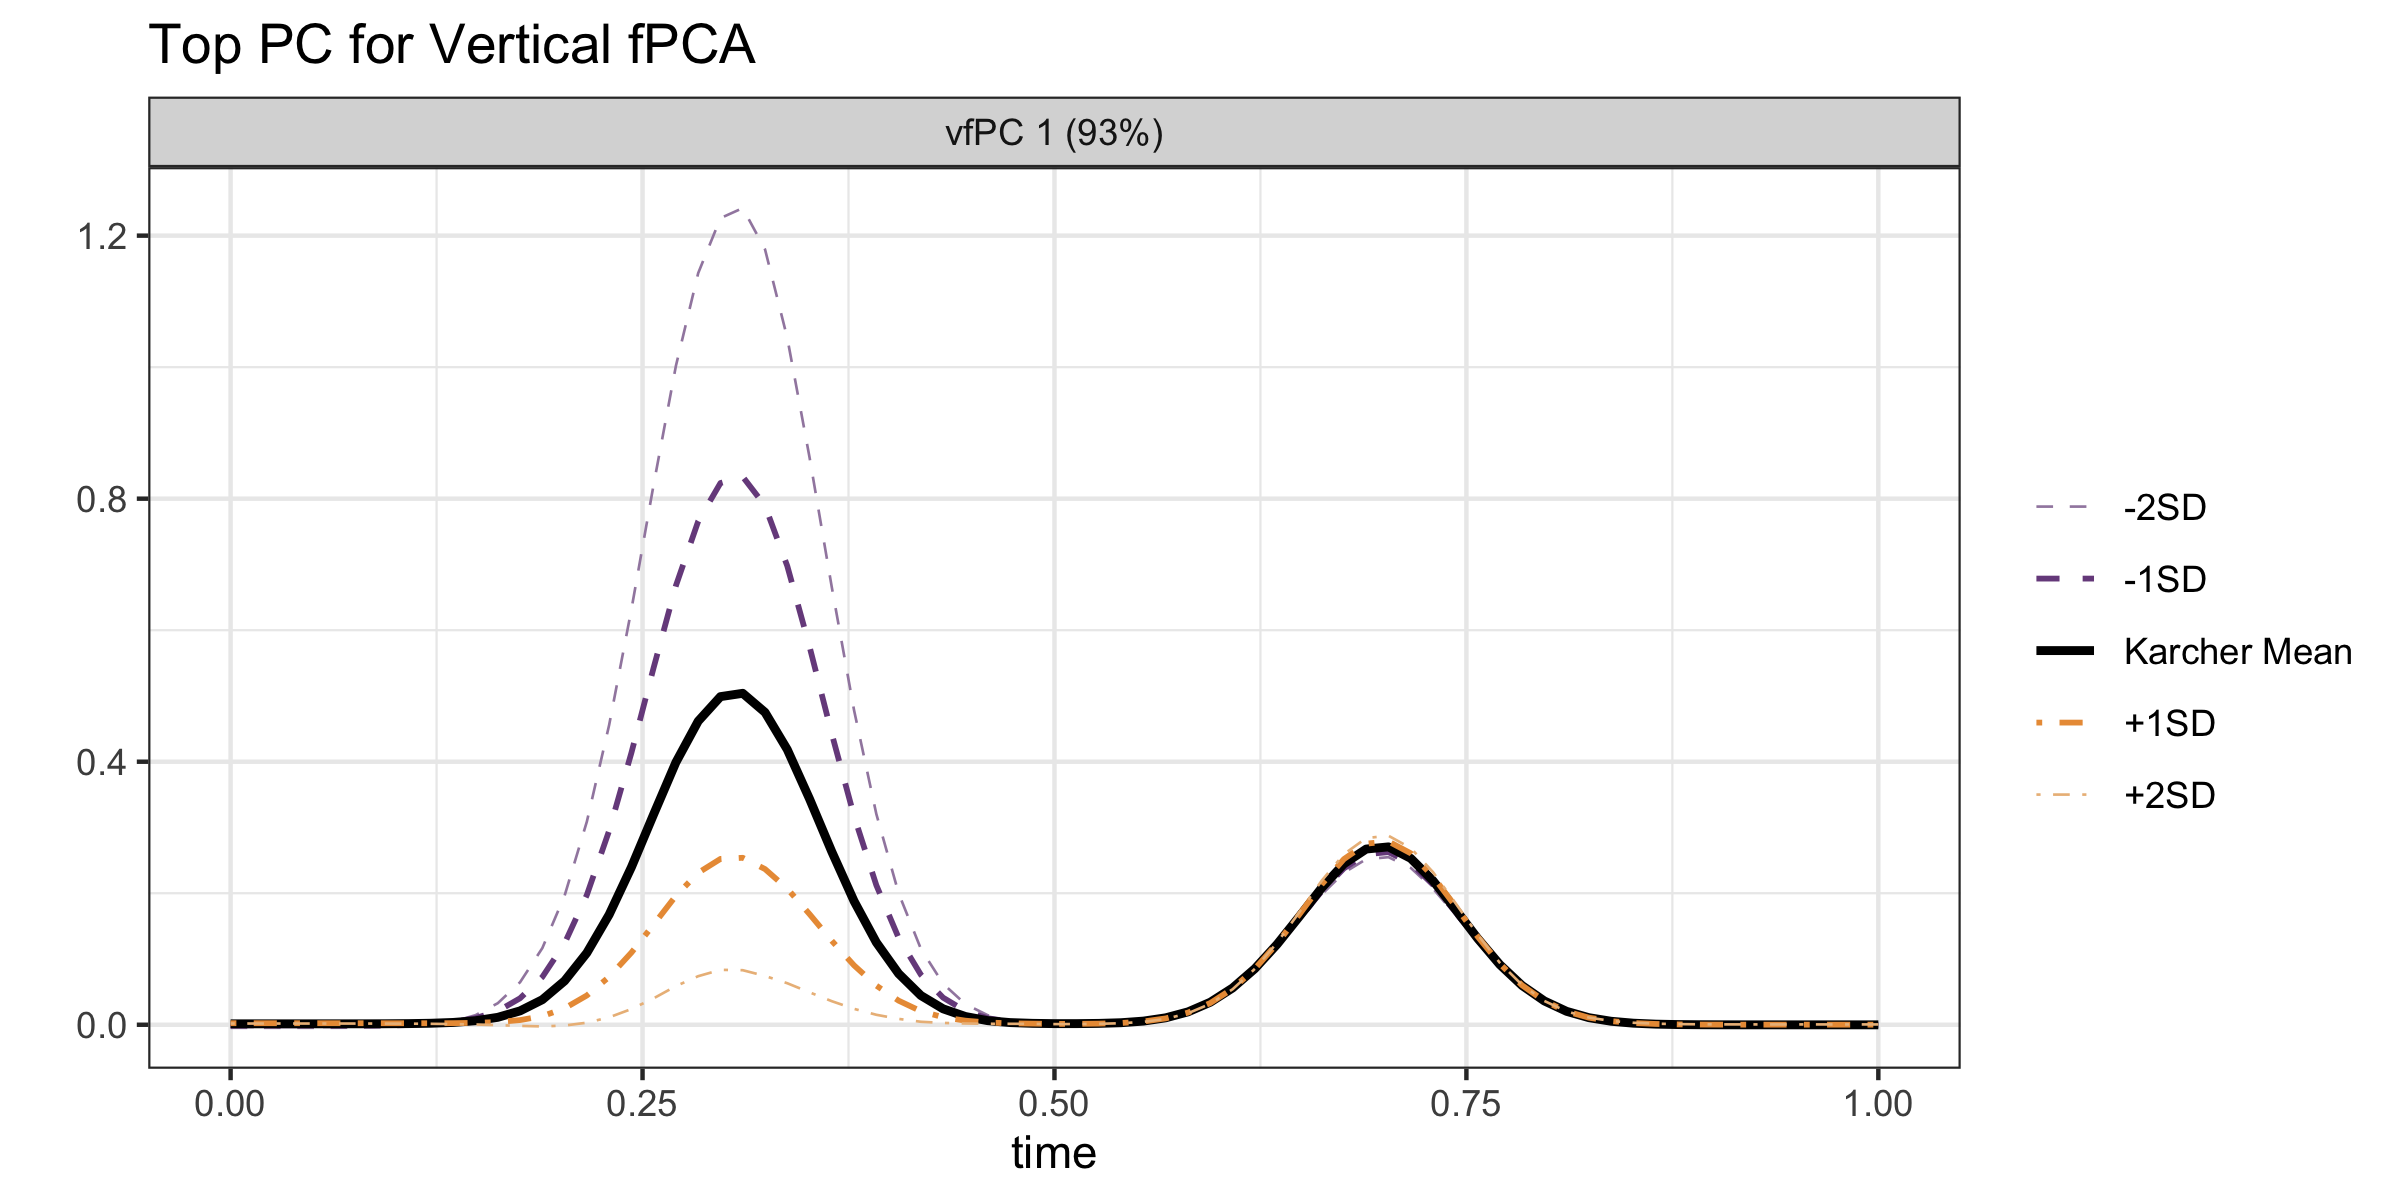 Top PC for Vertical fPCA
vfPC 1 (93%)
1.2
0.8
0.4
0.0
0.00 0.25 0.50 0.75 1.00
time
-2SD
-1SD
Karcher Mean
+1SD
+2SD